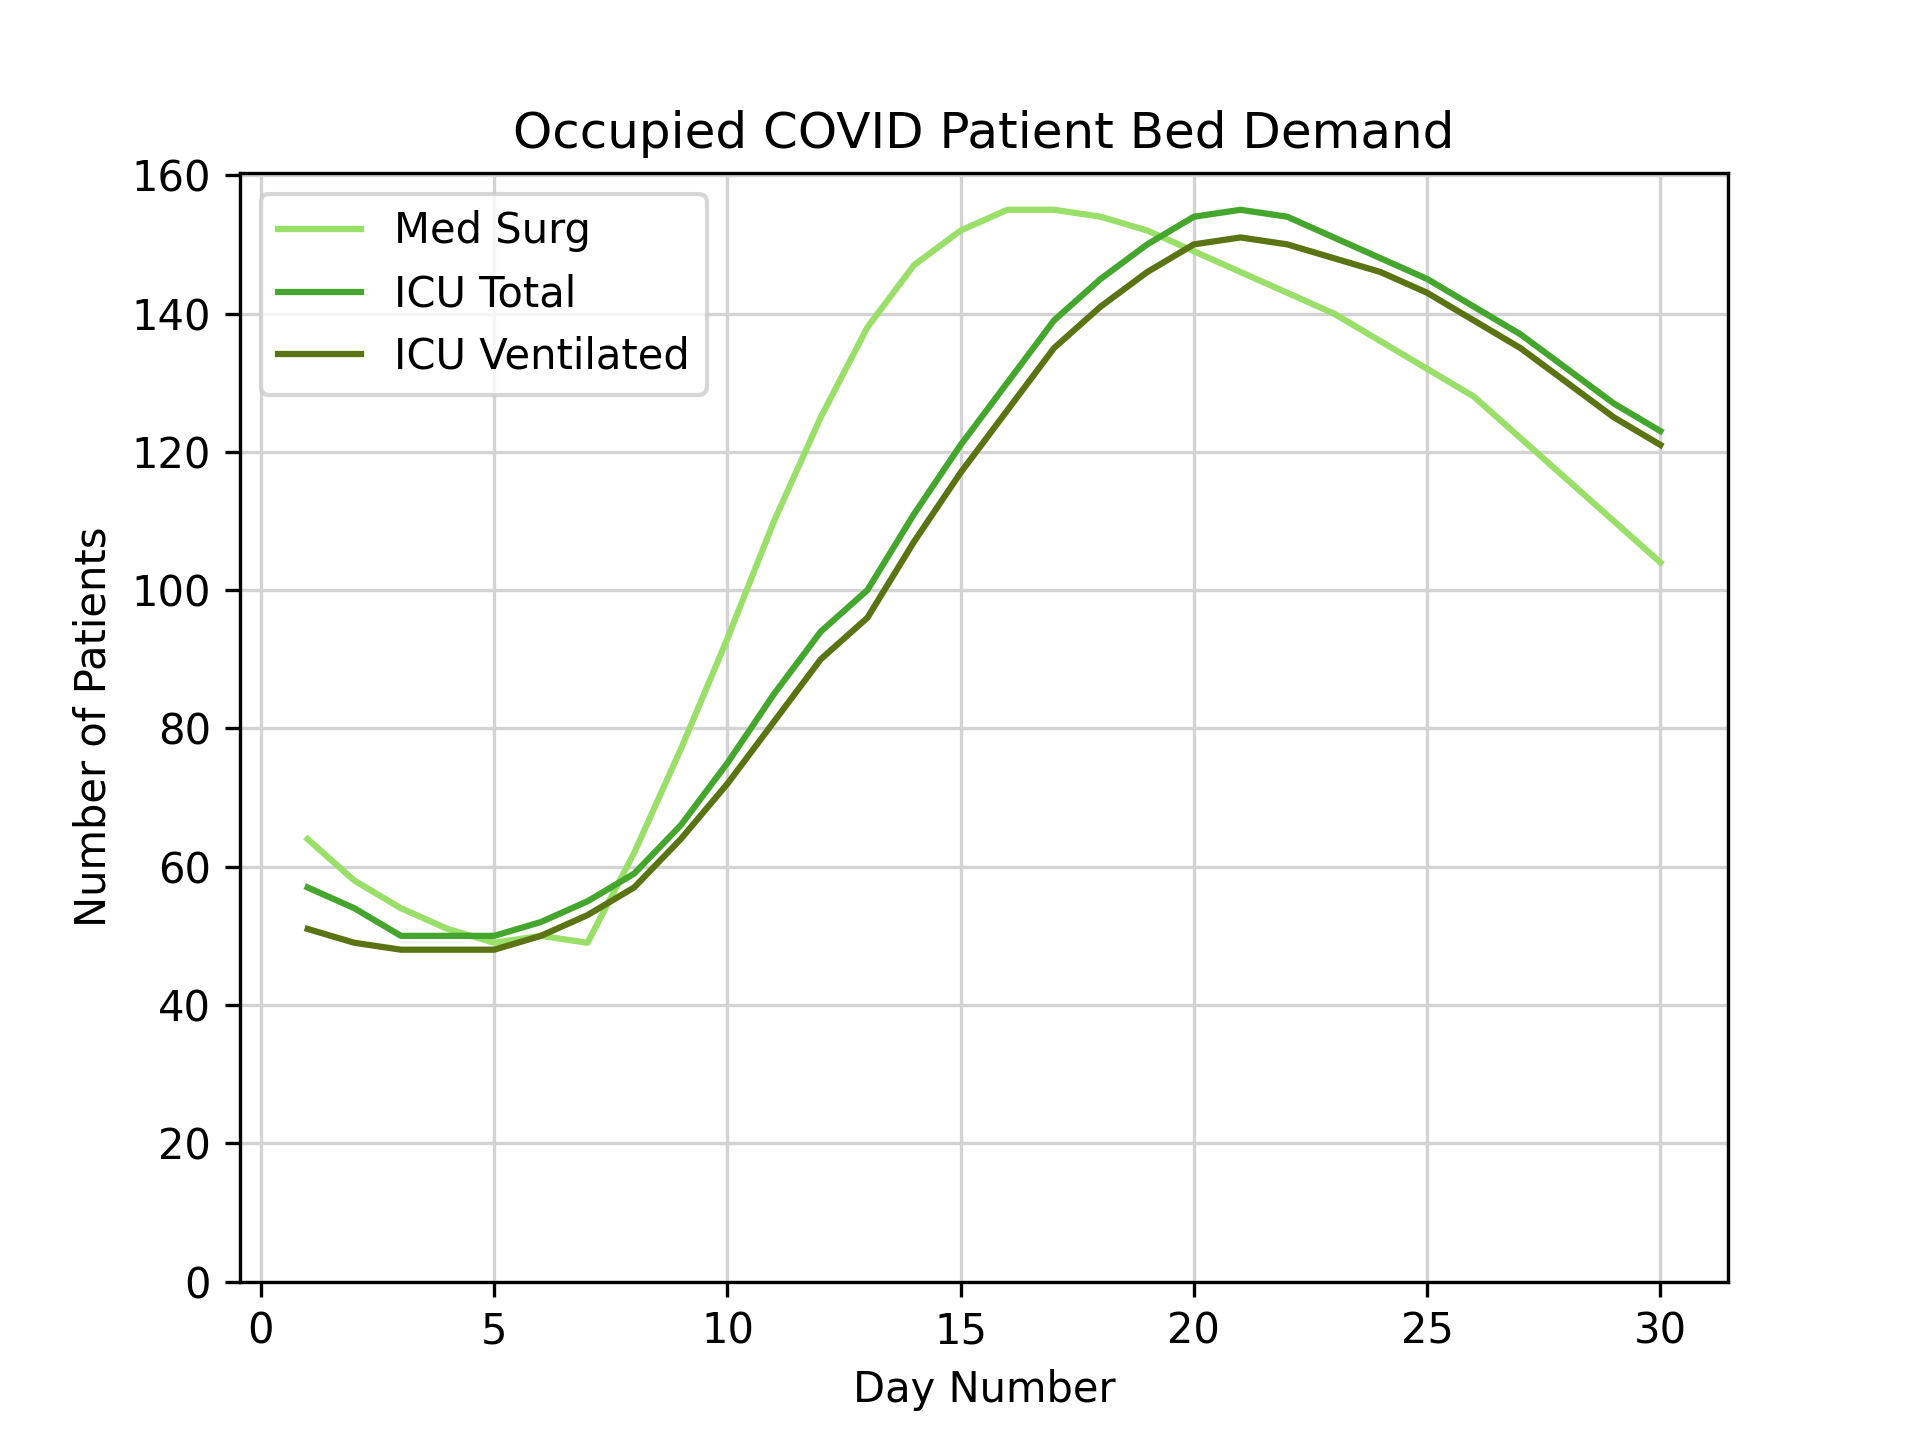 Occupied COVID Patient Bed Demand
160
140
120
100
80
60
40
20
0
Number of Patients
Med Surg
ICU Total
ICU Ventilated
0 5 10 15 20 25 30
Day Number